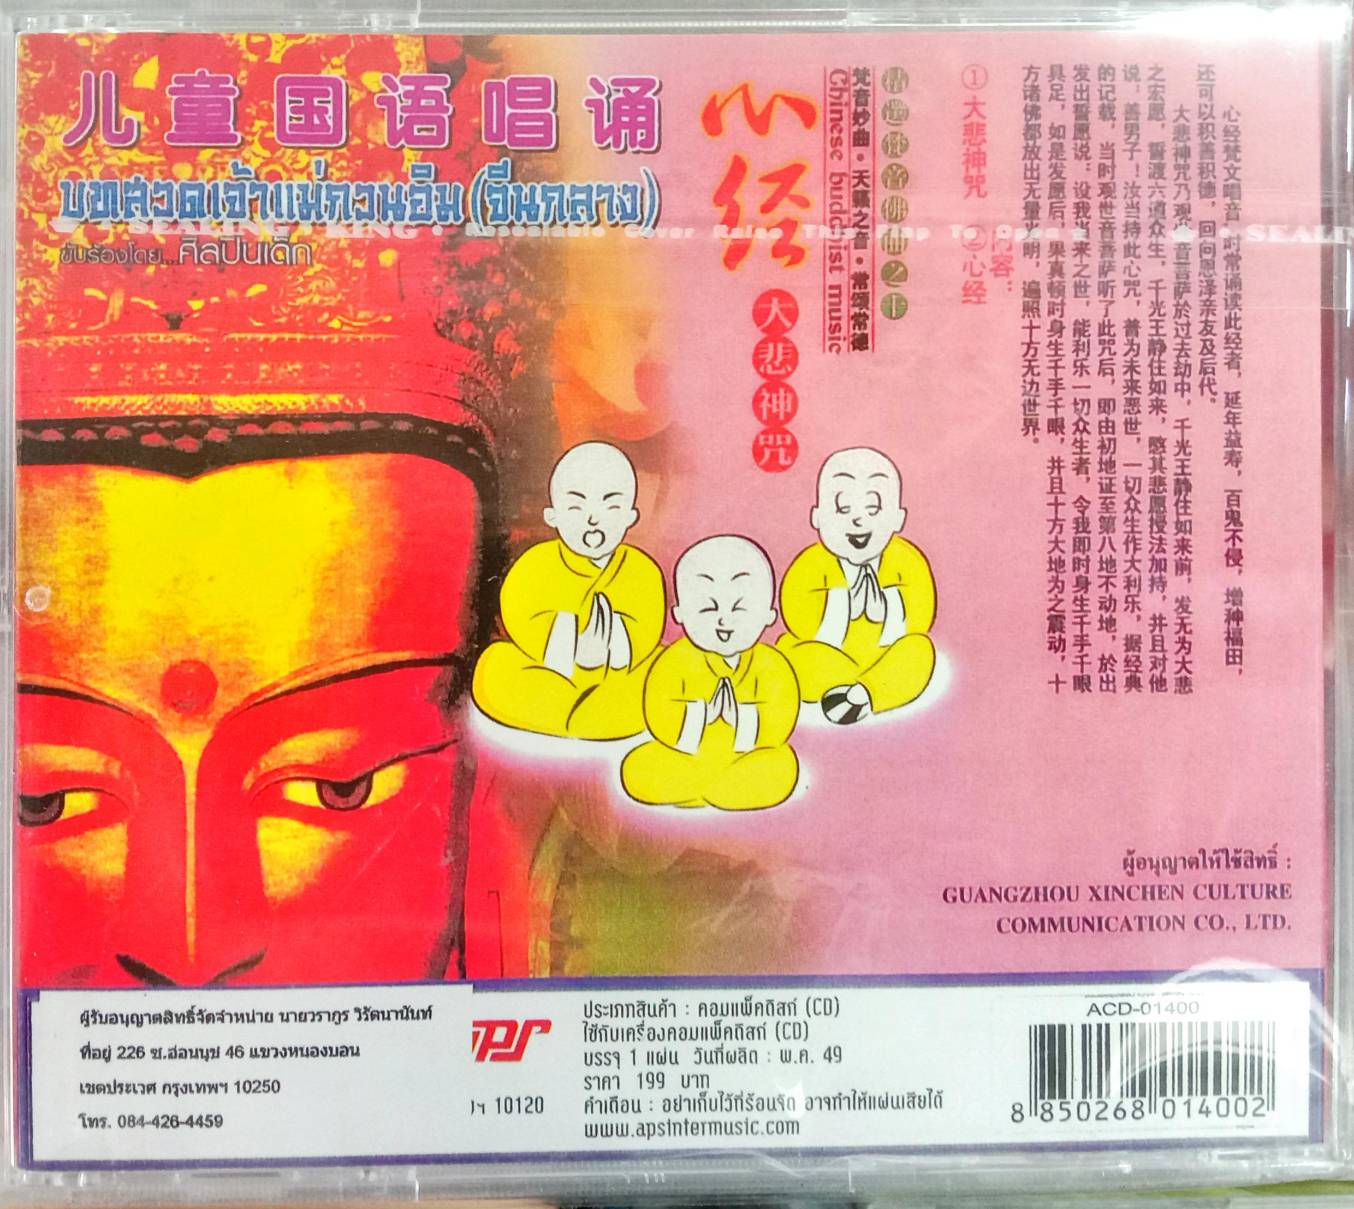 儿童国语唱诵
บทสวดเจ้าแม่กวนอิม (จีนกลาง)
ขับร้องโดย...ศิลปินเด็ก
SEALING KING • Resealable Cover Raise This Flap To Open
SEALIN
心经
大悲神咒
Chinese buddhist music
梵音妙曲·天籁之音·常颂常德
内容:
①大悲神咒 ②心经
心经梵文唱音，时常诵读此经者，延年益寿，百鬼不侵，增神福田，
还可以积善积德，回向恩泽亲友及后代。
大悲神咒乃观世音菩萨於过去劫中，千光王静住如来前，发无为大悲
之宏愿，誓渡六道众生，千光王静住如来，愍其悲愿授法加持，并且对他
说，善男子！汝当持此心咒，普为未来恶世，一切众生作大利乐，据经典
的记载，当时观世音菩萨听了此咒后，即由初地证至第八地不动地，於出
发出誓愿说：设我当来之世，能利乐一切众生者，令我即时身生千手千眼
具足，如是发愿后，果真顿时身生千手千眼，并且十方大地为之震动，十
方诸佛都放出无量光明，遍照十方无边世界。
ผู้อนุญาตให้ใช้สิทธิ์ :
GUANGZHOU XINCHEN CULTURE
COMMUNICATION CO., LTD.
ผู้รับอนุญาตสิทธิ์จัดจำหน่าย นายวรากูร วิรัตนานันท์
ที่อยู่ 226 ซ.อ่อนนุช 46 แขวงหนองบอน
เขตประเวศ กรุงเทพฯ 10250
โทร. 084-426-4459
ฯ 10120
ประเภทสินค้า : คอมแพ็คดิสก์ (CD)
ใช้กับเครื่องคอมแพ็คดิสก์ (CD)
บรรจุ 1 แผ่น วันที่ผลิต : พ.ค. 49
ราคา 199 บาท
คำเตือน : อย่าเก็บไว้ที่ร้อนจัด อาจทำให้แผ่นเสียได้
www.apsintermusic.com
ACD-01400
8 850268 014002